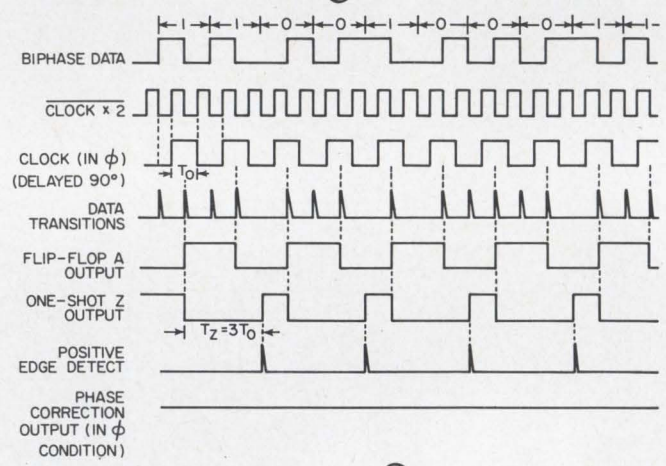 1 1 0 0 1 0 0 0 1 1
BIPHASE DATA
CLOCK x 2
CLOCK (IN ϕ)
(DELAYED 90°)
T₀
DATA
TRANSITIONS
FLIP-FLOP A
OUTPUT
ONE-SHOT Z
OUTPUT
T_Z=3T₀
POSITIVE
EDGE DETECT
PHASE
CORRECTION
OUTPUT (IN ϕ
CONDITION)